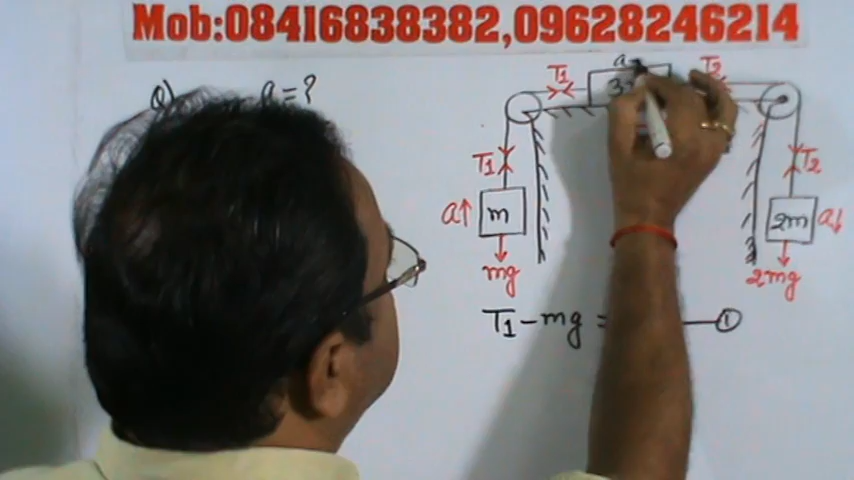 Mob:08416838382,09628246214
Q) a = ?
T1 T2
T1 T2
a↑ m 2m a↓
mg 2mg
T1 - mg = ①